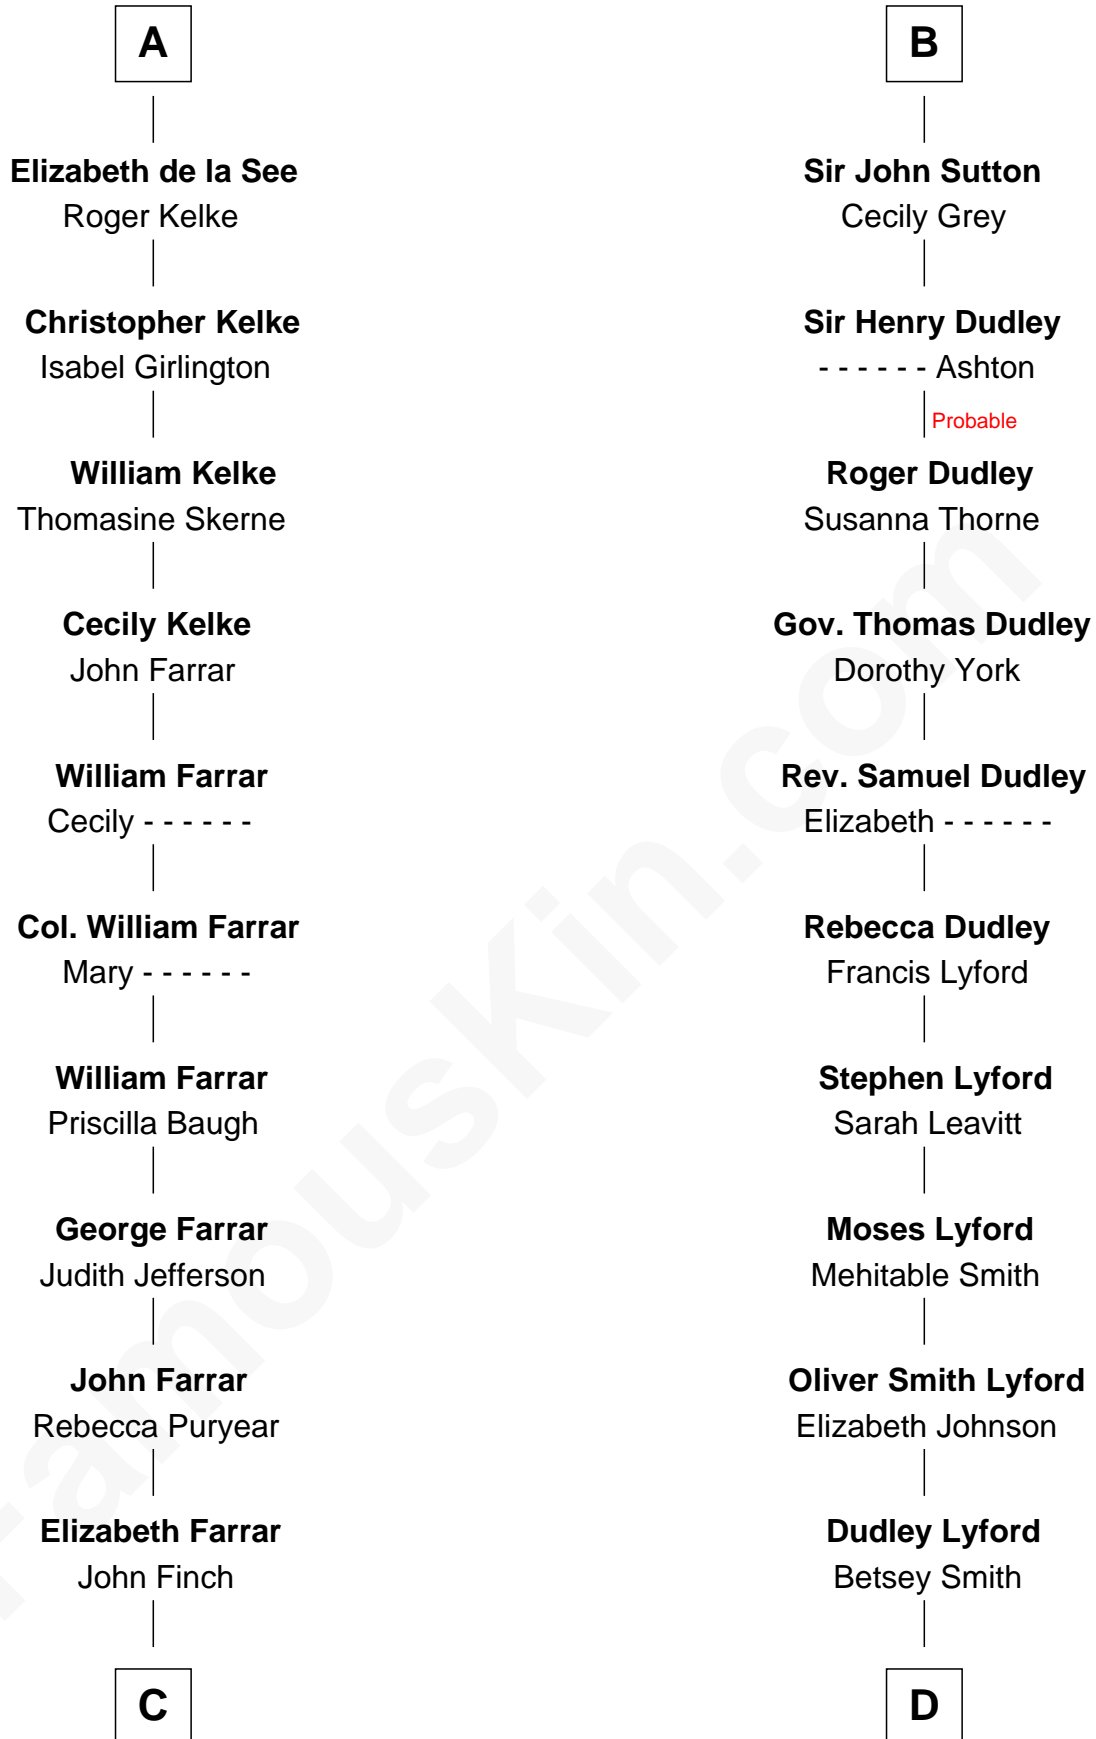 A
Elizabeth de la See
Roger Kelke
Christopher Kelke
Isabel Girlington
William Kelke
Thomasine Skerne
Cecily Kelke
John Farrar
William Farrar
Cecily - - - - - -
Col. William Farrar
Mary - - - - - -
William Farrar
Priscilla Baugh
George Farrar
Judith Jefferson
John Farrar
Rebecca Puryear
Elizabeth Farrar
John Finch
C
B
Sir John Sutton
Cecily Grey
Sir Henry Dudley
- - - - - - Ashton
Probable
Roger Dudley
Susanna Thorne
Gov. Thomas Dudley
Dorothy York
Rev. Samuel Dudley
Elizabeth - - - - - -
Rebecca Dudley
Francis Lyford
Stephen Lyford
Sarah Leavitt
Moses Lyford
Mehitable Smith
Oliver Smith Lyford
Elizabeth Johnson
Dudley Lyford
Betsey Smith
D
FamousKin.com